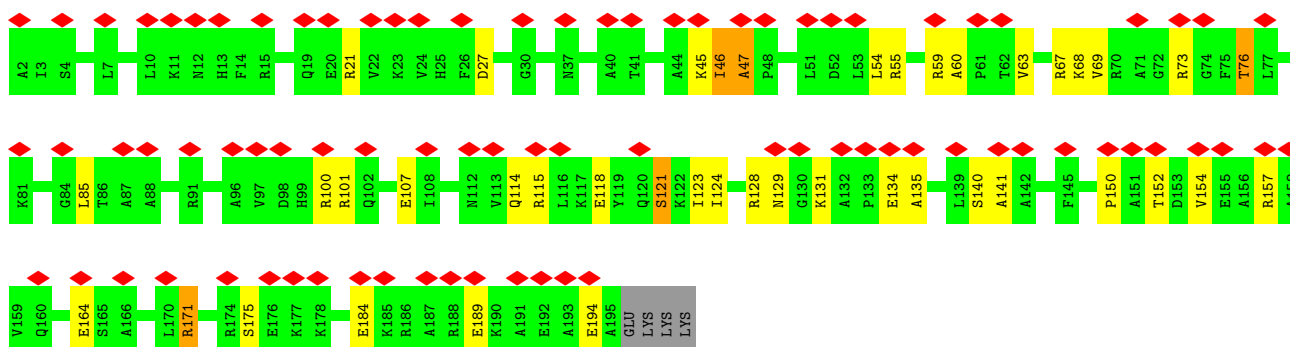 A2 I3 S4 L7 L10 K11 N12 H13 F14 R15 Q19 E20 R21 V22 K23 V24 H25 F26 D27 G30 N37 A40 T41 A44 K45 I46 A47 P48 L51 D52 L53 L54 R55 R59 A60 P61 T62 V63 R67 K68 V69 R70 A71 G72 R73 G74 F75 T76 L77
K81 G84 L85 T86 A87 A88 R91 A96 V97 D98 H99 R100 R101 Q102 E107 I108 N112 V113 Q114 R115 L116 K117 E118 Y119 Q120 S121 K122 I123 I124 R128 N129 G130 K131 A132 P133 E134 A135 L139 S140 A141 A142 F145 P150 A151 T152 D153 V154 E155 A156 R157
V159 Q160 E164 S165 A166 L170 R171 R174 S175 E176 K177 K178 E184 K185 R186 A187 R188 E189 K190 A191 E192 A193 E194 A195 GLU LYS LYS LYS